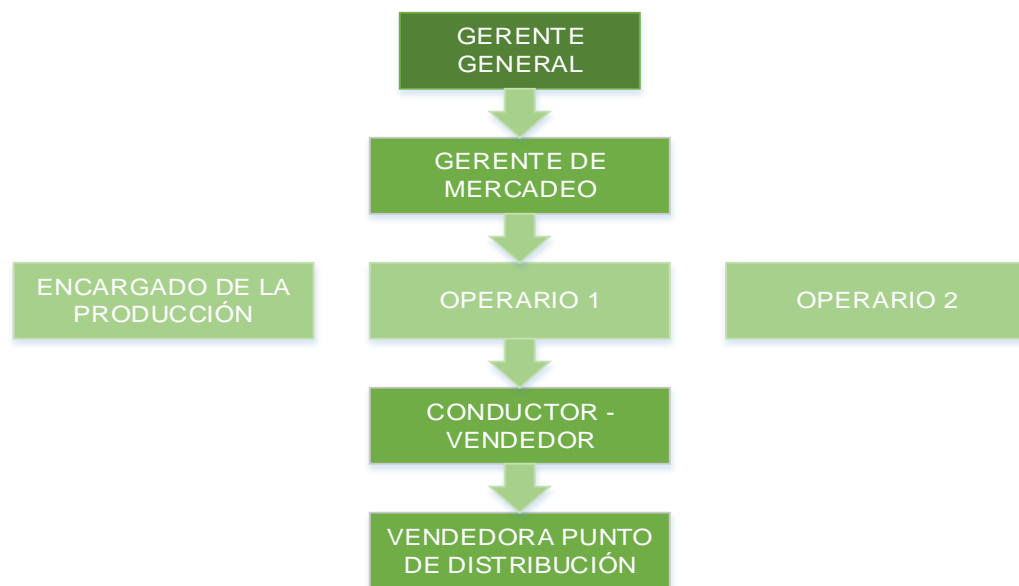 GERENTE
GENERAL
GERENTE DE
MERCADEO
ENCARGADO DE LA
PRODUCCIÓN
OPERARIO 1
OPERARIO 2
CONDUCTOR -
VENDEDOR
VENDEDORA PUNTO
DE DISTRIBUCIÓN